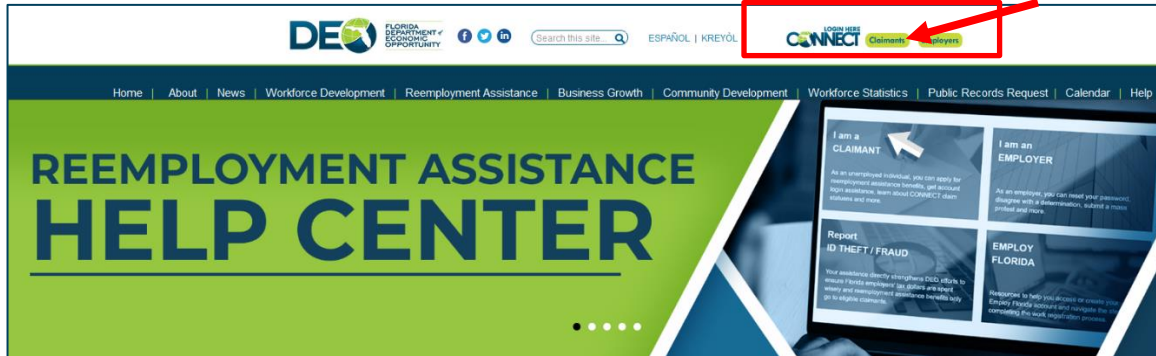 DEO
FLORIDA
DEPARTMENT of
ECONOMIC
OPPORTUNITY
Search this site...
ESPAÑOL | KREYÒL
LOGIN HERE
CONNECT
Claimants
Employers
Home | About | News | Workforce Development | Reemployment Assistance | Business Growth | Community Development | Workforce Statistics | Public Records Request | Calendar | Help
REEMPLOYMENT ASSISTANCE
HELP CENTER
I am a
CLAIMANT
As an unemployed individual, you can apply for
reemployment assistance benefits, get account
login assistance, learn about CONNECT claim
statuses and more.
I am an
EMPLOYER
As an employer, you can reset your password,
disagree with a determination, submit a mass
protest and more.
Report
ID THEFT / FRAUD
Your assistance directly strengthens DEO efforts to
ensure Florida employers' tax dollars are spent
wisely and reemployment assistance benefits only
go to eligible claimants.
EMPLOY
FLORIDA
Resources to help you access or create your
Employ Florida account and navigate the site
completing the work registration process